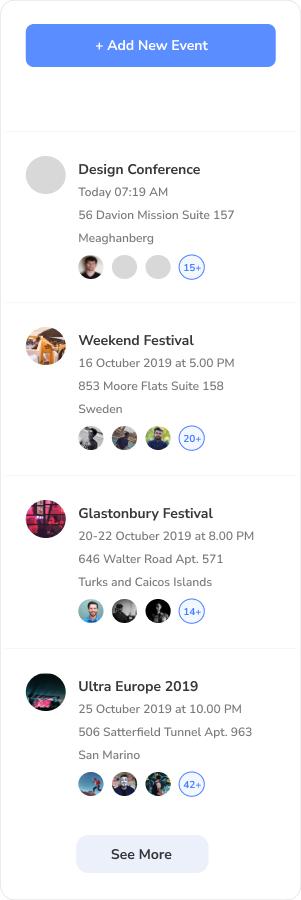 + Add New Event
Design Conference
Today 07:19 AM
56 Davion Mission Suite 157
Meaghanberg
15+
Weekend Festival
16 Octuber 2019 at 5.00 PM
853 Moore Flats Suite 158
Sweden
20+
Glastonbury Festival
20-22 Octuber 2019 at 8.00 PM
646 Walter Road Apt. 571
Turks and Caicos Islands
14+
Ultra Europe 2019
25 Octuber 2019 at 10.00 PM
506 Satterfield Tunnel Apt. 963
San Marino
42+
See More